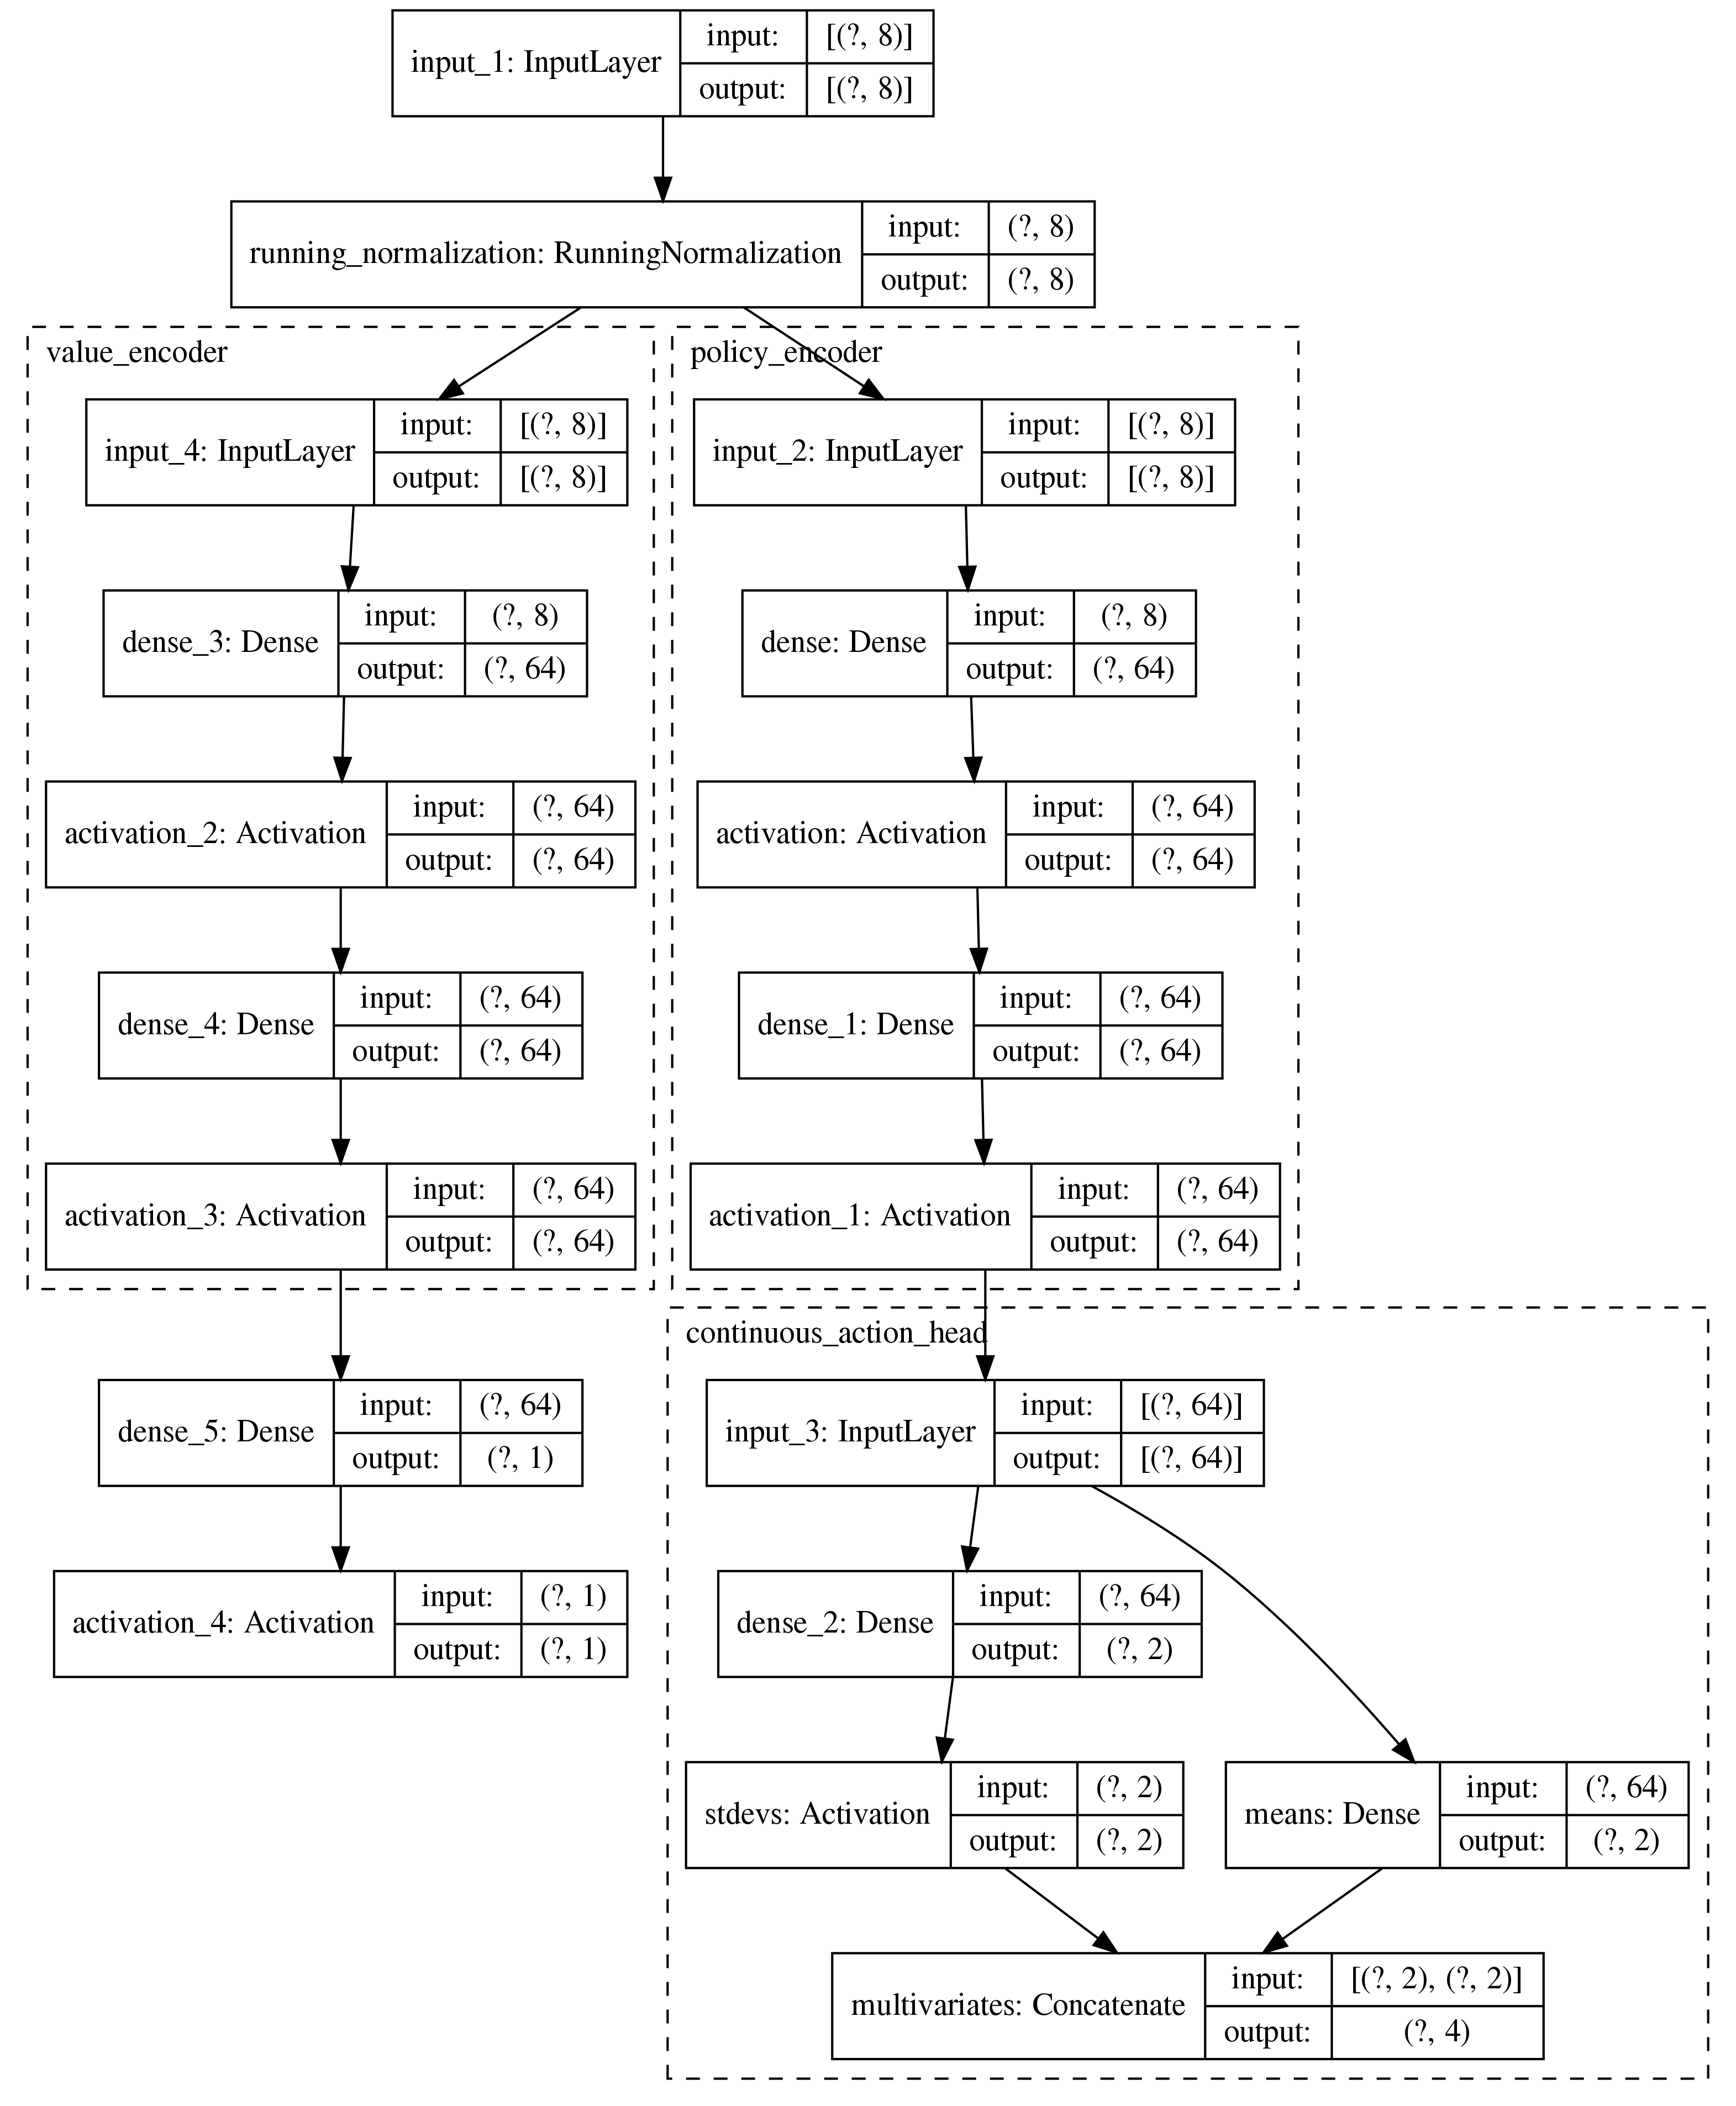 input_1: InputLayer
input: [(?, 8)]
output: [(?, 8)]
running_normalization: RunningNormalization
input: (?, 8)
output: (?, 8)
value_encoder
input_4: InputLayer
input: [(?, 8)]
output: [(?, 8)]
dense_3: Dense
input: (?, 8)
output: (?, 64)
activation_2: Activation
input: (?, 64)
output: (?, 64)
dense_4: Dense
input: (?, 64)
output: (?, 64)
activation_3: Activation
input: (?, 64)
output: (?, 64)
dense_5: Dense
input: (?, 64)
output: (?, 1)
activation_4: Activation
input: (?, 1)
output: (?, 1)
policy_encoder
input_2: InputLayer
input: [(?, 8)]
output: [(?, 8)]
dense: Dense
input: (?, 8)
output: (?, 64)
activation: Activation
input: (?, 64)
output: (?, 64)
dense_1: Dense
input: (?, 64)
output: (?, 64)
activation_1: Activation
input: (?, 64)
output: (?, 64)
continuous_action_head
input_3: InputLayer
input: [(?, 64)]
output: [(?, 64)]
dense_2: Dense
input: (?, 64)
output: (?, 2)
stdevs: Activation
input: (?, 2)
output: (?, 2)
means: Dense
input: (?, 64)
output: (?, 2)
multivariates: Concatenate
input: [(?, 2), (?, 2)]
output: (?, 4)